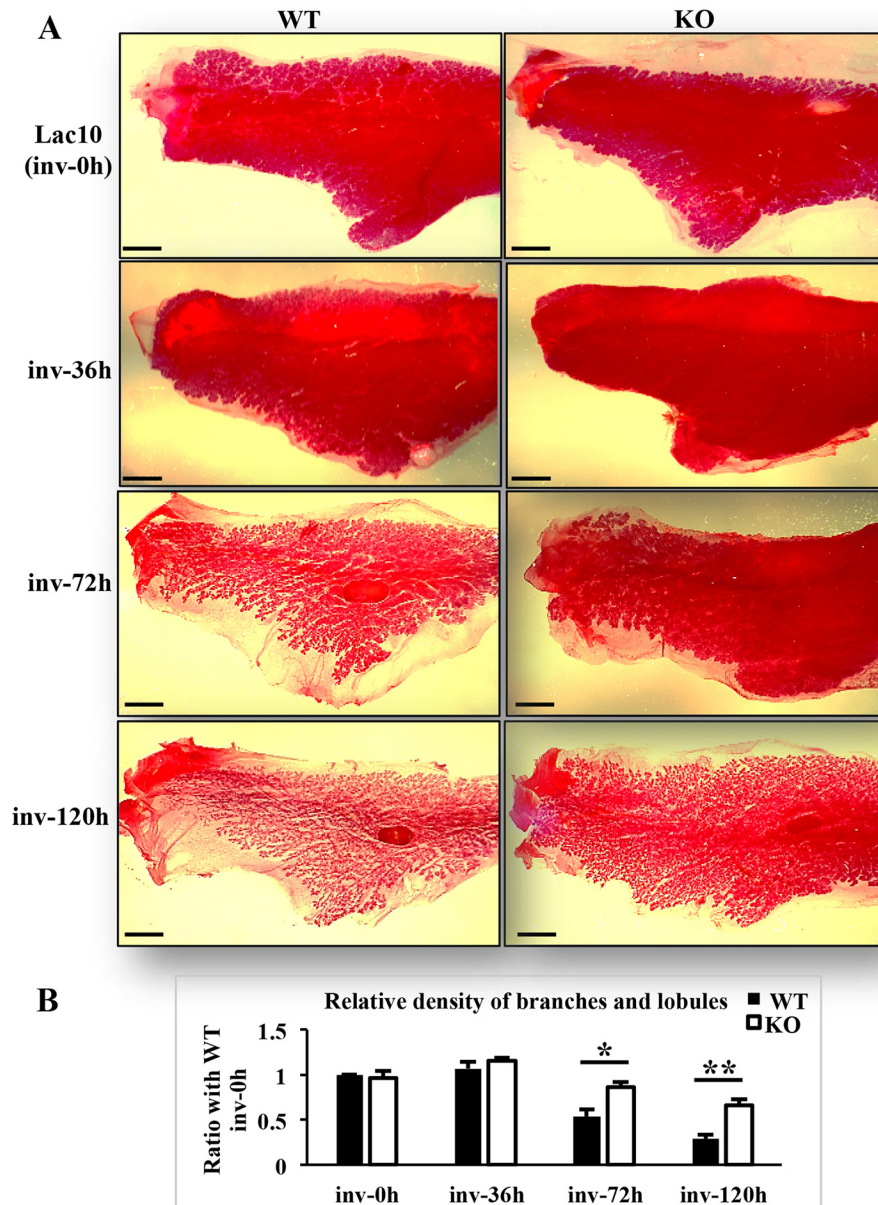 A
WT
KO
Lac10
(inv-0h)
inv-36h
inv-72h
inv-120h
B
Relative density of branches and lobules
WT
KO
Ratio with WT
inv-0h
1.5
1
0.5
0
*
**
inv-0h
inv-36h
inv-72h
inv-120h